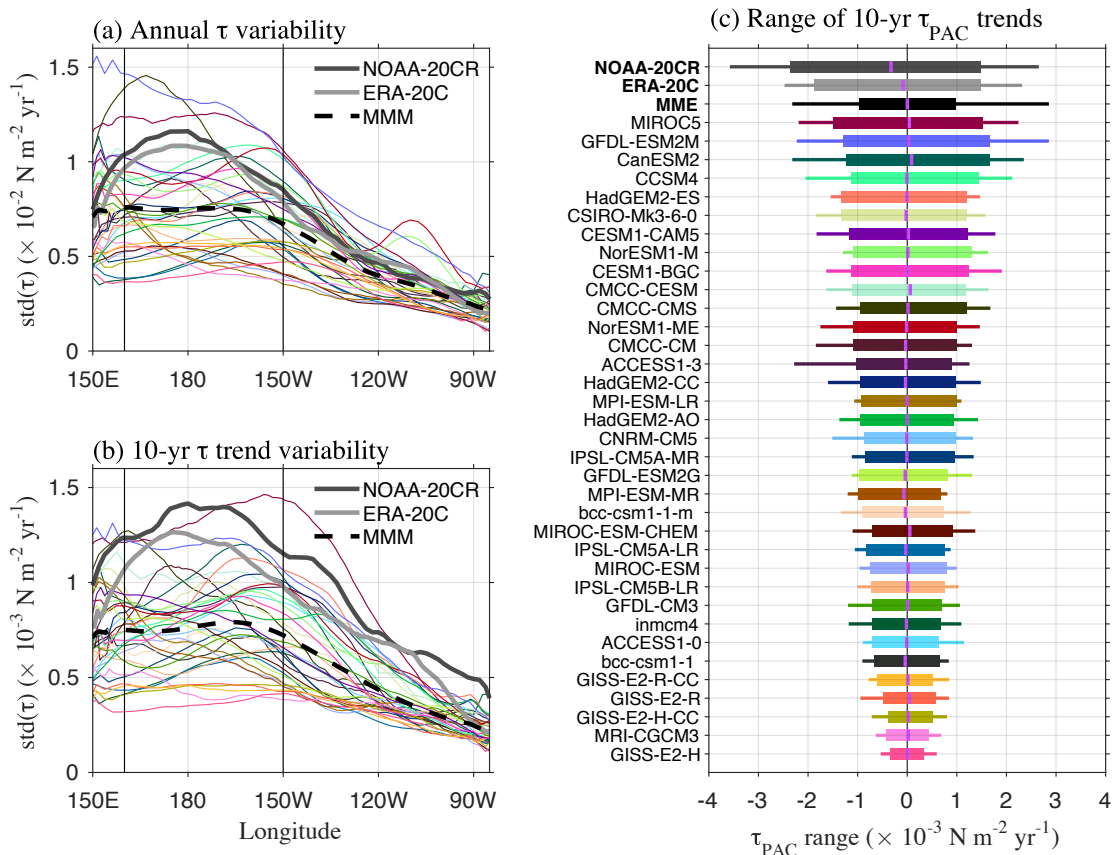 (a) Annual τ variability
1.5
1
0.5
0
std(τ) (× 10⁻² N m⁻² yr⁻¹)
NOAA-20CR
ERA-20C
MMM
150E 180 150W 120W 90W
(b) 10-yr τ trend variability
1.5
1
0.5
0
std(τ) (× 10⁻³ N m⁻² yr⁻¹)
NOAA-20CR
ERA-20C
MMM
150E 180 150W 120W 90W
Longitude
(c) Range of 10-yr τ_PAC trends
NOAA-20CR
ERA-20C
MME
MIROC5
GFDL-ESM2M
CanESM2
CCSM4
HadGEM2-ES
CSIRO-Mk3-6-0
CESM1-CAM5
NorESM1-M
CESM1-BGC
CMCC-CESM
CMCC-CMS
NorESM1-ME
CMCC-CM
ACCESS1-3
HadGEM2-CC
MPI-ESM-LR
HadGEM2-AO
CNRM-CM5
IPSL-CM5A-MR
GFDL-ESM2G
MPI-ESM-MR
bcc-csm1-1-m
MIROC-ESM-CHEM
IPSL-CM5A-LR
MIROC-ESM
IPSL-CM5B-LR
GFDL-CM3
inmcm4
ACCESS1-0
bcc-csm1-1
GISS-E2-R-CC
GISS-E2-R
GISS-E2-H-CC
MRI-CGCM3
GISS-E2-H
-4 -3 -2 -1 0 1 2 3 4
τ_PAC range (× 10⁻³ N m⁻² yr⁻¹)